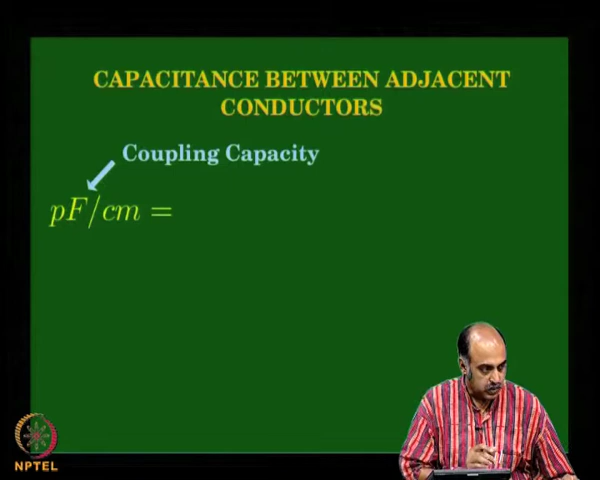 CAPACITANCE BETWEEN ADJACENT
CONDUCTORS
Coupling Capacity
pF/cm =
NPTEL